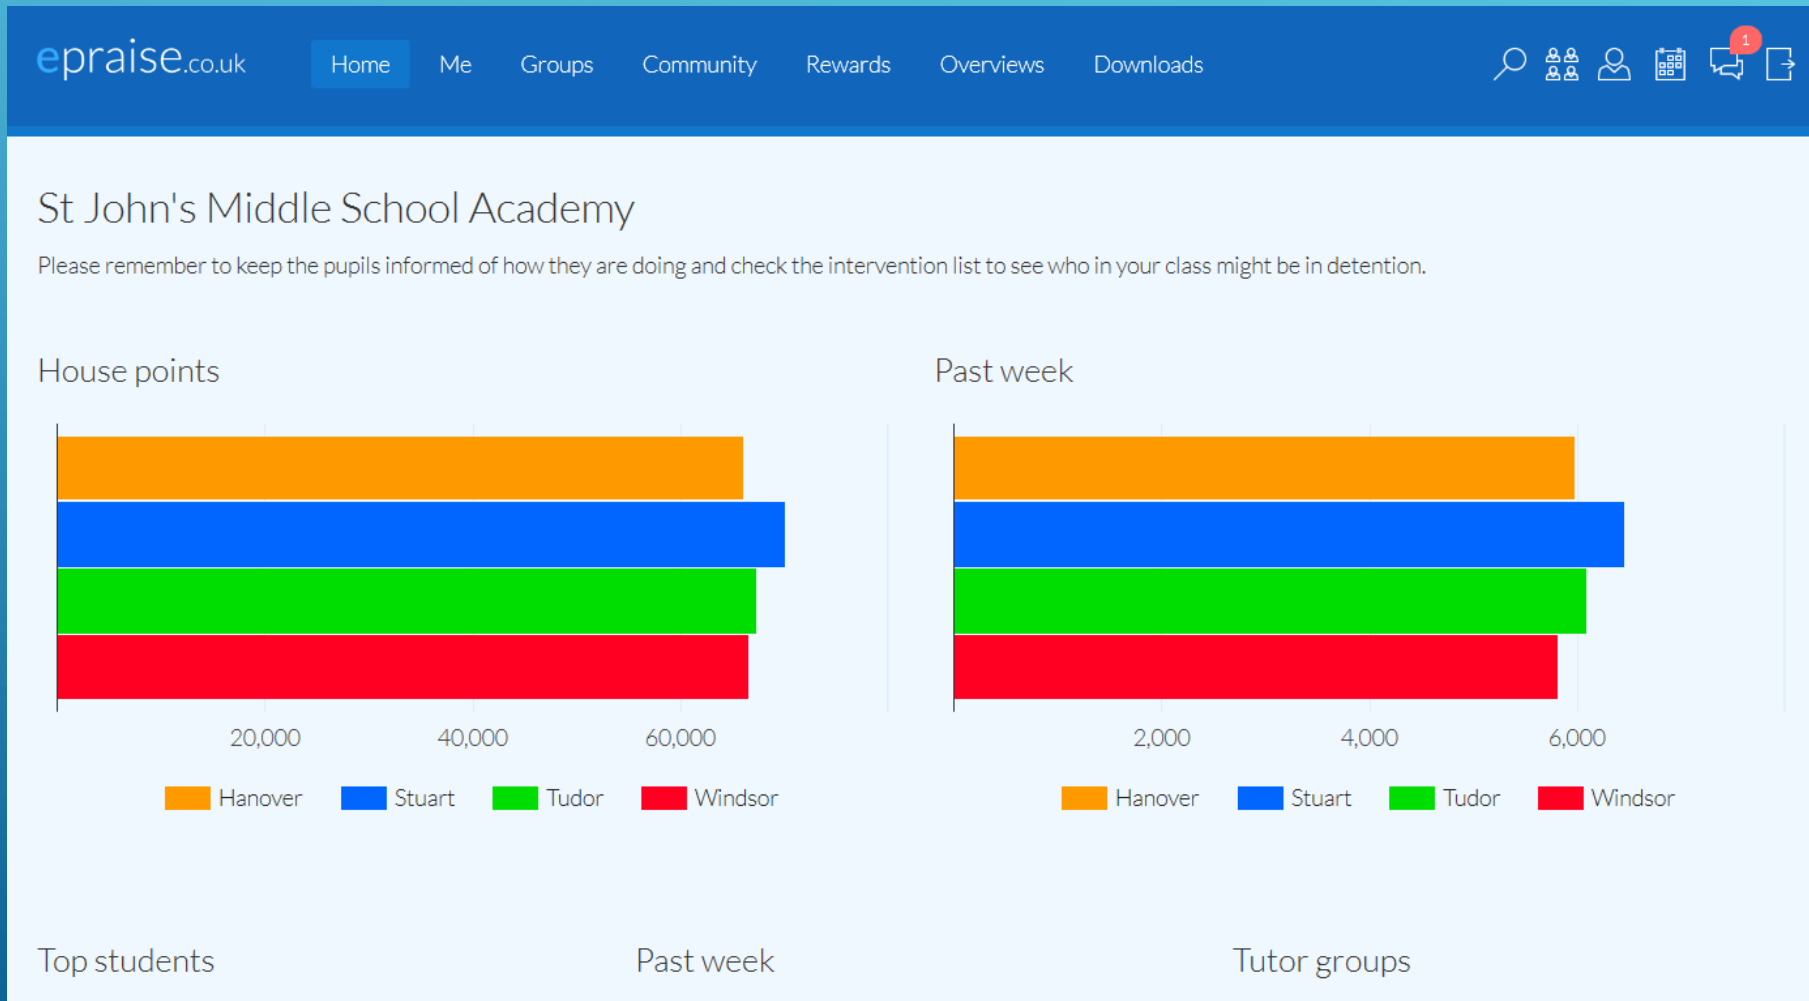 epraise.co.uk Home Me Groups Community Rewards Overviews Downloads 1
St John's Middle School Academy
Please remember to keep the pupils informed of how they are doing and check the intervention list to see who in your class might be in detention.
House points
20,000 40,000 60,000
Hanover Stuart Tudor Windsor
Past week
2,000 4,000 6,000
Hanover Stuart Tudor Windsor
Top students
Past week
Tutor groups